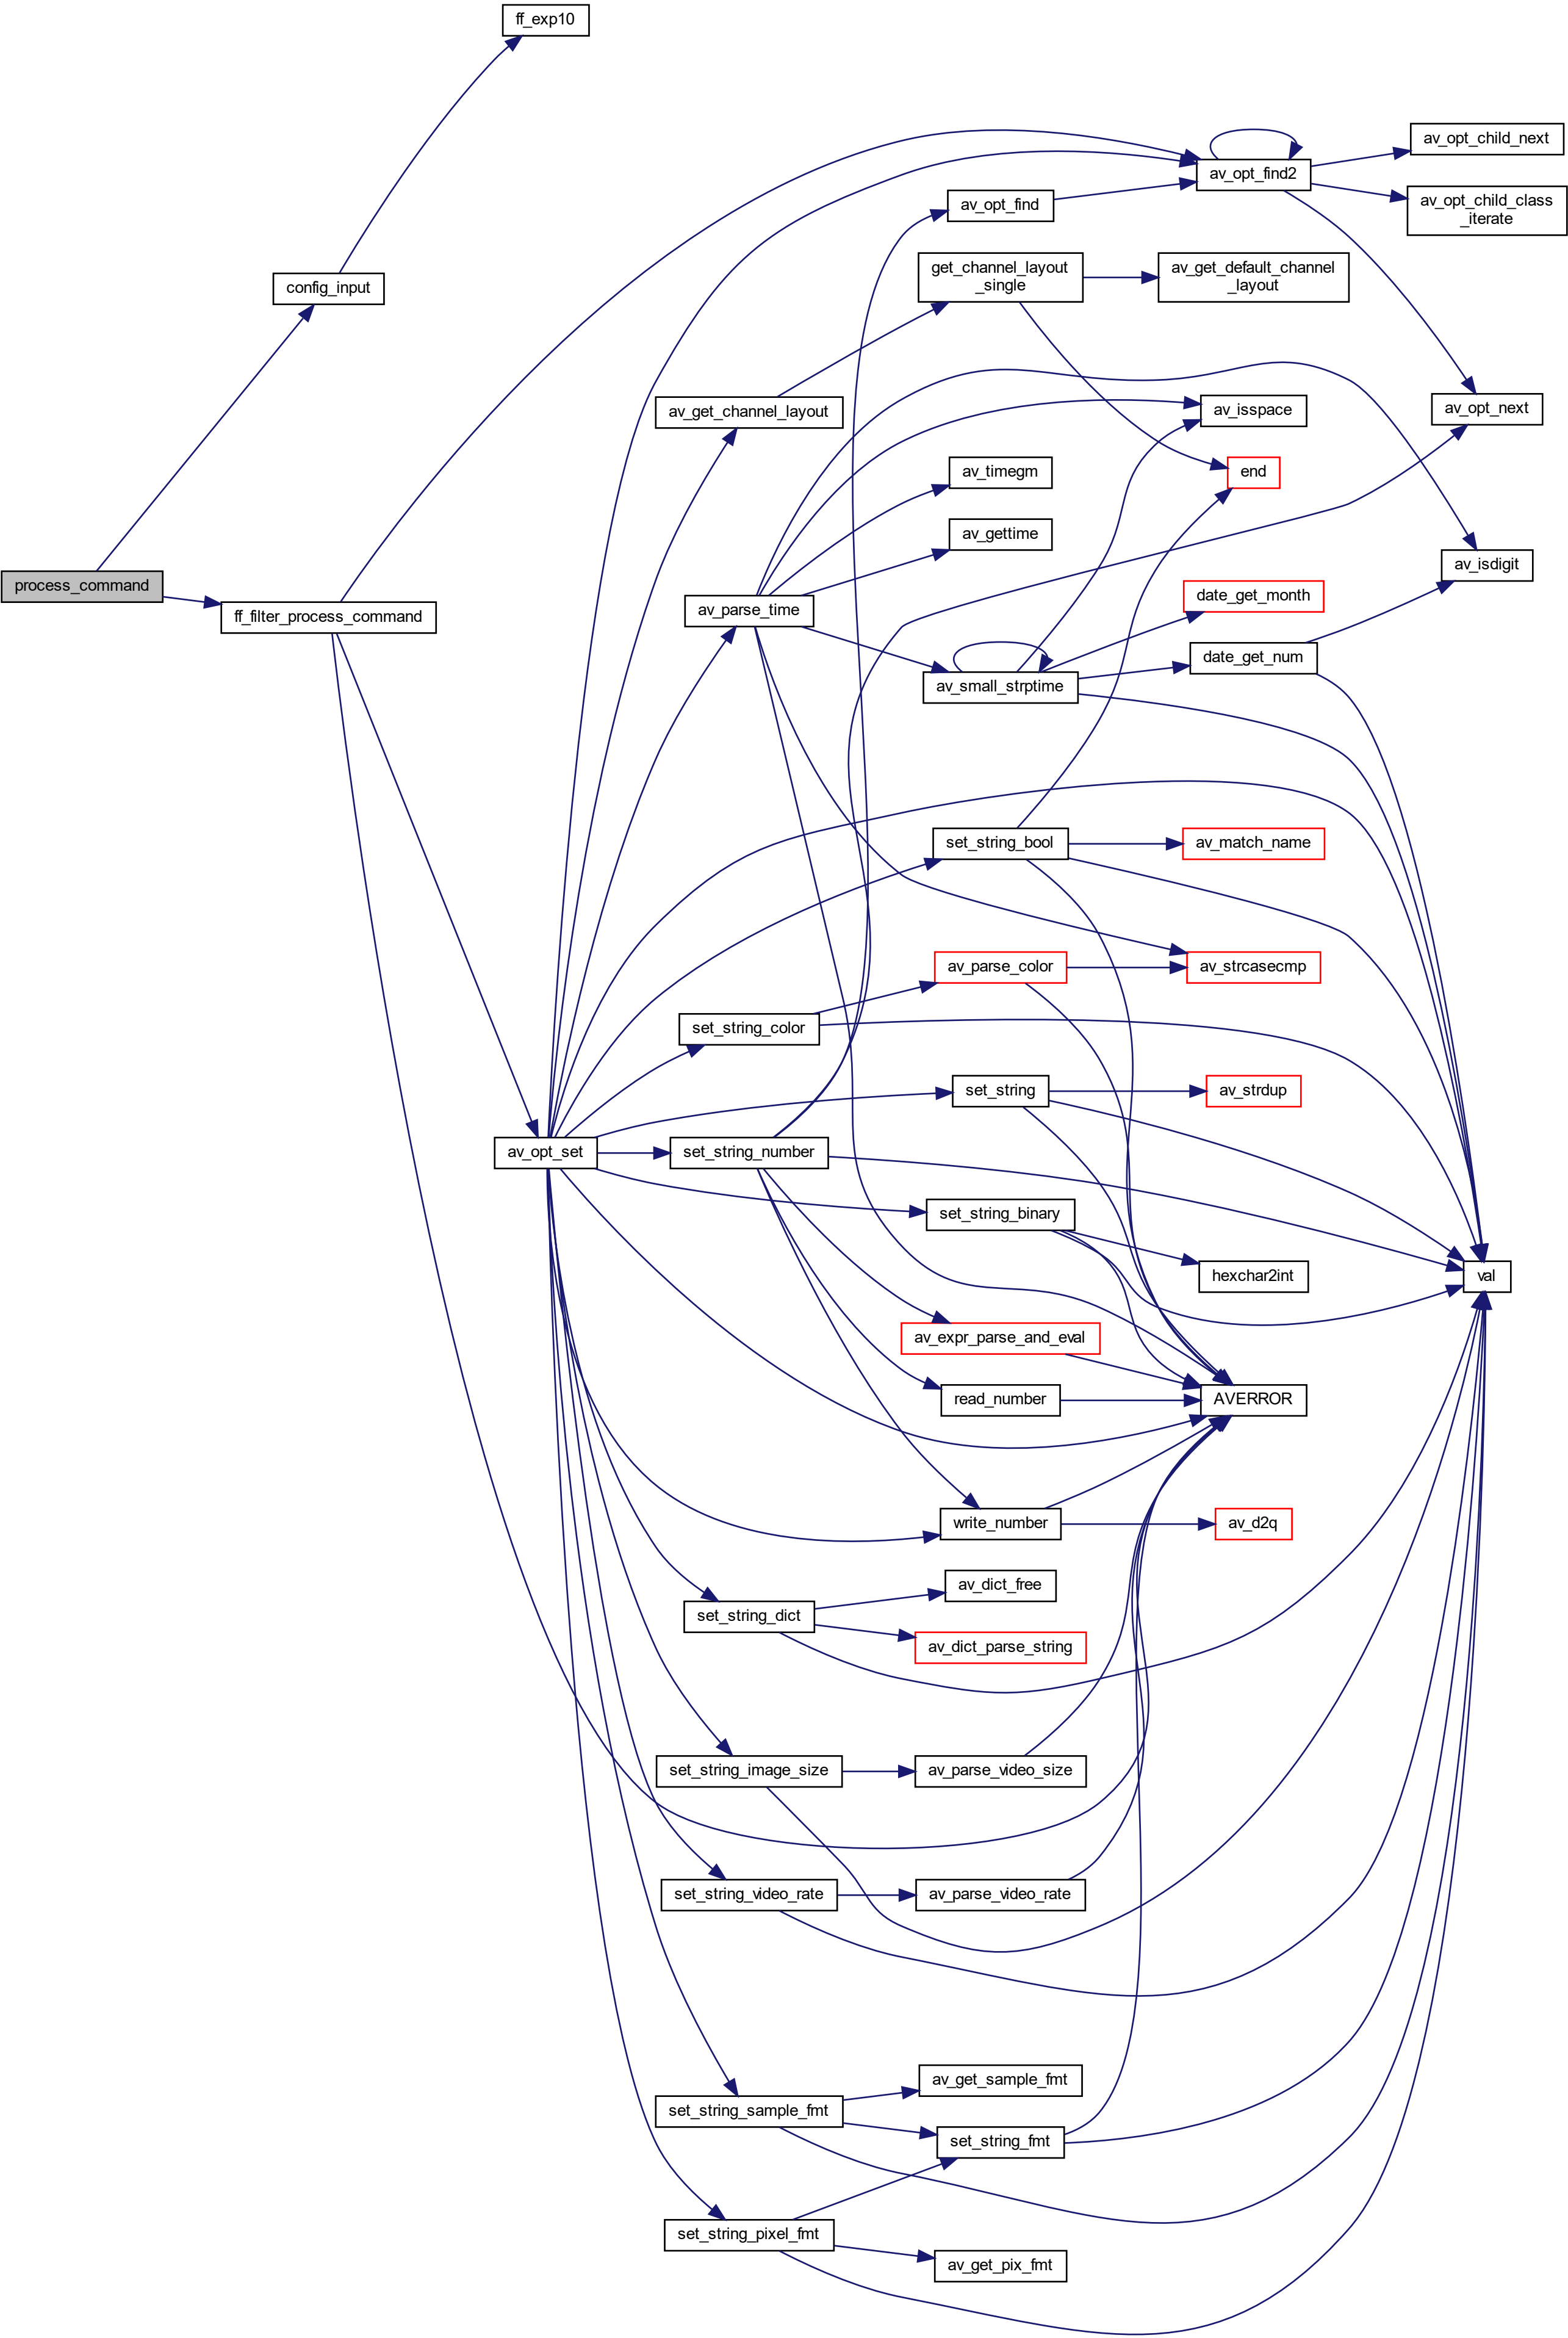 ff_exp10
av_opt_child_next
av_opt_find2
av_opt_find
av_opt_child_class
_iterate
get_channel_layout
_single
av_get_default_channel
_layout
config_input
av_get_channel_layout
av_isspace
av_opt_next
av_timegm
end
av_gettime
av_isdigit
process_command
ff_filter_process_command
av_parse_time
date_get_month
date_get_num
av_small_strptime
set_string_bool
av_match_name
av_parse_color
av_strcasecmp
set_string_color
set_string
av_strdup
av_opt_set
set_string_number
set_string_binary
hexchar2int
val
av_expr_parse_and_eval
read_number
AVERROR
write_number
av_d2q
av_dict_free
set_string_dict
av_dict_parse_string
set_string_image_size
av_parse_video_size
set_string_video_rate
av_parse_video_rate
av_get_sample_fmt
set_string_sample_fmt
set_string_fmt
set_string_pixel_fmt
av_get_pix_fmt